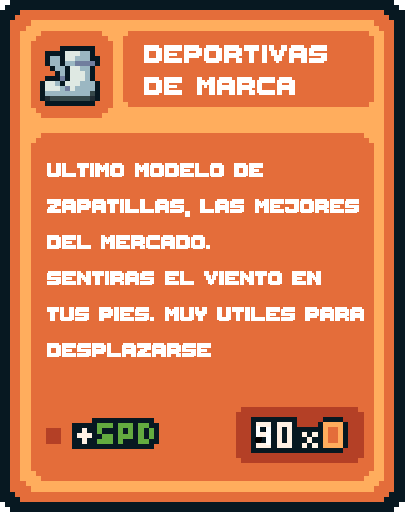 DEPORTIVAS
DE MARCA
ULTIMO MODELO DE
ZAPATILLAS, LAS MEJORES
DEL MERCADO.
SENTIRAS EL VIENTO EN
TUS PIES. MUY UTILES PARA
DESPLAZARSE
+SPD
90x